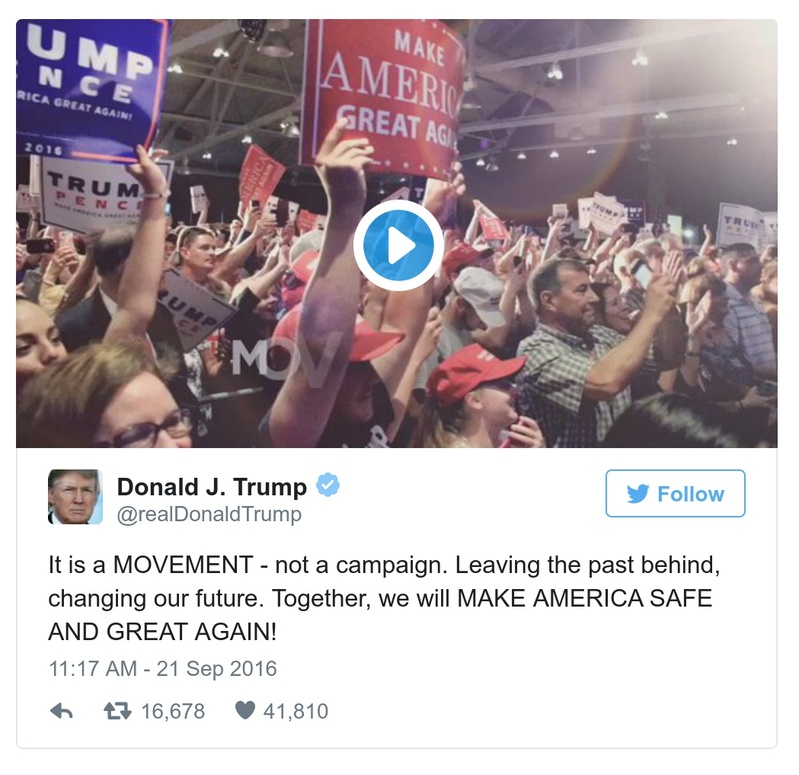 UMP
NCE
RICA GREAT AGAIN!
2016
MAKE
AMERIC
GREAT AGA
TRUM
PENCE
UMP
MOV
TRUMP
Donald J. Trump
@realDonaldTrump
Follow
It is a MOVEMENT - not a campaign. Leaving the past behind,
changing our future. Together, we will MAKE AMERICA SAFE
AND GREAT AGAIN!
11:17 AM - 21 Sep 2016
16,678 41,810